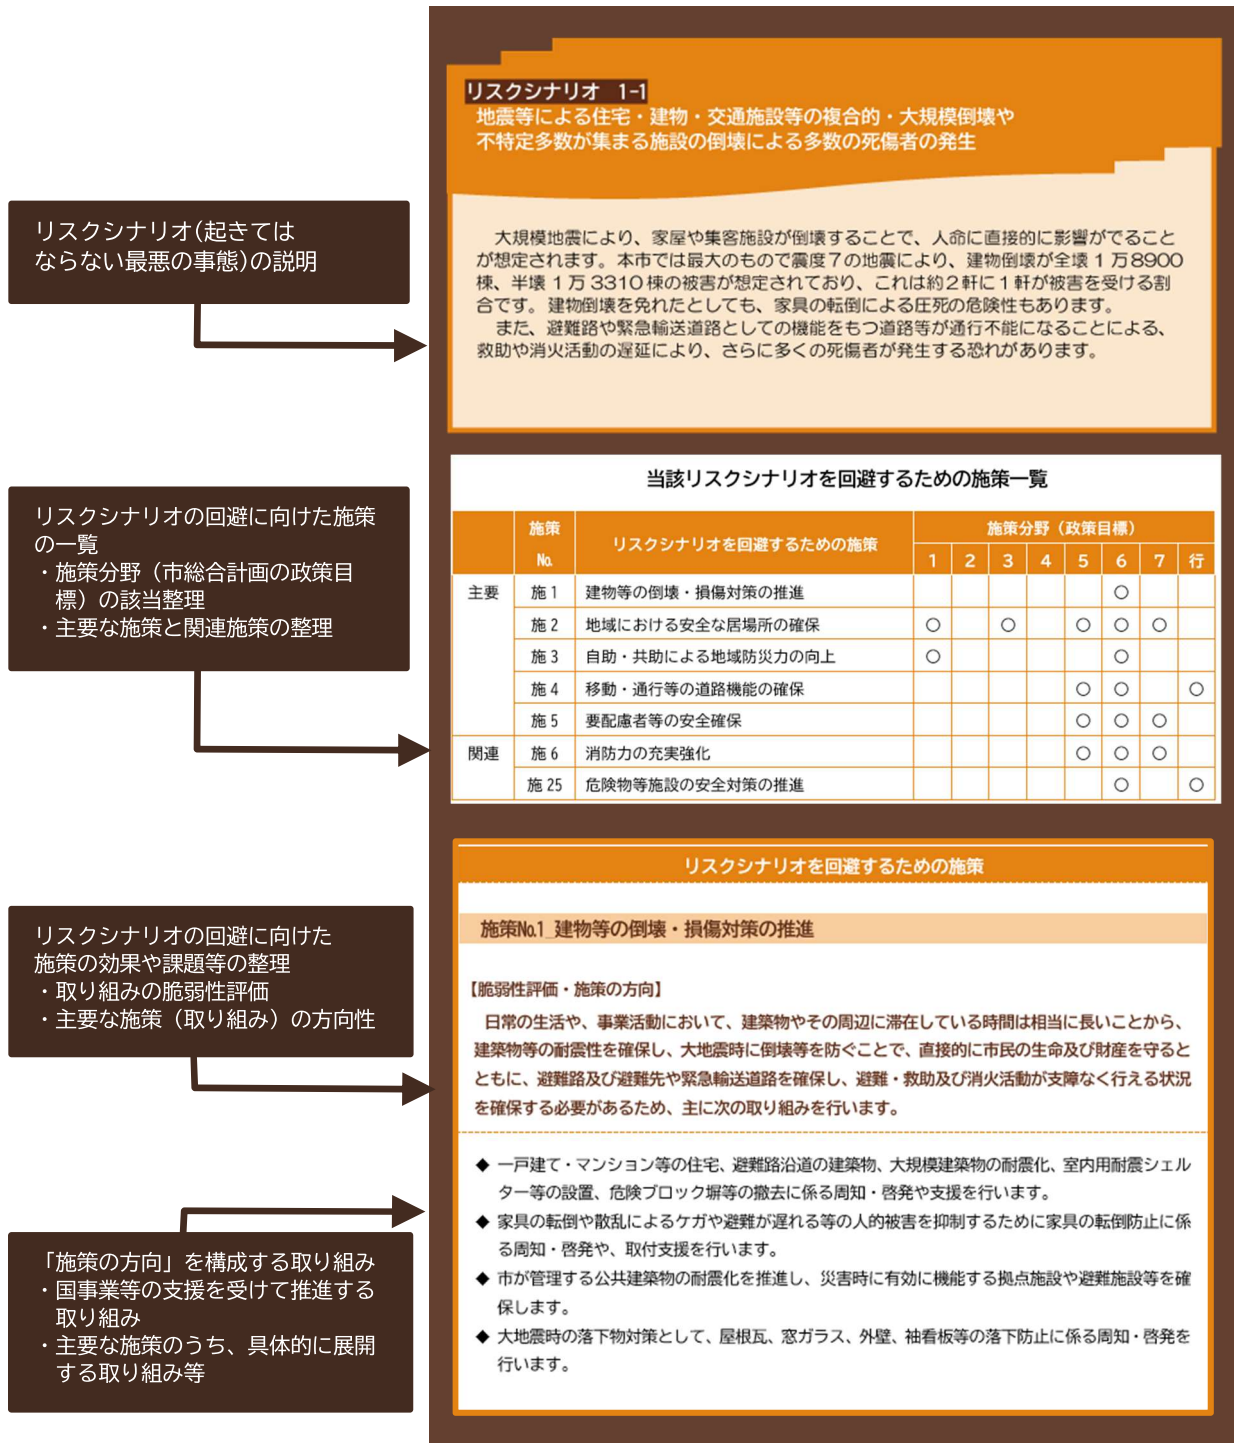 リスクシナリオ(起きては
ならない最悪の事態)の説明
リスクシナリオ　1-1
地震等による住宅・建物・交通施設等の複合的・大規模倒壊や
不特定多数が集まる施設の倒壊による多数の死傷者の発生
大規模地震により、家屋や集客施設が倒壊することで、人命に直接的に影響がでること
が想定されます。本市では最大のもので震度７の地震により、建物倒壊が全壊１万8900
棟、半壊１万3310棟の被害が想定されており、これは約２軒に１軒が被害を受ける割
合です。建物倒壊を免れたとしても、家具の転倒による圧死の危険性もあります。
また、避難路や緊急輸送道路としての機能をもつ道路等が通行不能になることによる、
救助や消火活動の遅延により、さらに多くの死傷者が発生する恐れがあります。
リスクシナリオの回避に向けた施策
の一覧
・施策分野（市総合計画の政策目
標）の該当整理
・主要な施策と関連施策の整理
当該リスクシナリオを回避するための施策一覧
施策 No. リスクシナリオを回避するための施策 施策分野（政策目標）
1 2 3 4 5 6 7 行
主要 施1 建物等の倒壊・損傷対策の推進 ○
施2 地域における安全な居場所の確保 ○ ○ ○ ○ ○
施3 自助・共助による地域防災力の向上 ○ ○
施4 移動・通行等の道路機能の確保 ○ ○ ○
施5 要配慮者等の安全確保 ○ ○ ○
関連 施6 消防力の充実強化 ○ ○ ○
施25 危険物等施設の安全対策の推進 ○ ○
リスクシナリオの回避に向けた
施策の効果や課題等の整理
・取り組みの脆弱性評価
・主要な施策（取り組み）の方向性
リスクシナリオを回避するための施策
施策No.1_建物等の倒壊・損傷対策の推進
【脆弱性評価・施策の方向】
日常の生活や、事業活動において、建築物やその周辺に滞在している時間は相当に長いことから、
建築物等の耐震性を確保し、大地震時に倒壊等を防ぐことで、直接的に市民の生命及び財産を守ると
ともに、避難路及び避難先や緊急輸送道路を確保し、避難・救助及び消火活動が支障なく行える状況
を確保する必要があるため、主に次の取り組みを行います。
「施策の方向」を構成する取り組み
・国事業等の支援を受けて推進する
取り組み
・主要な施策のうち、具体的に展開
する取り組み等
◆ 一戸建て・マンション等の住宅、避難路沿道の建築物、大規模建築物の耐震化、室内用耐震シェル
ター等の設置、危険ブロック塀等の撤去に係る周知・啓発や支援を行います。
◆ 家具の転倒や散乱によるケガや避難が遅れる等の人的被害を抑制するために家具の転倒防止に係
る周知・啓発や、取付支援を行います。
◆ 市が管理する公共建築物の耐震化を推進し、災害時に有効に機能する拠点施設や避難施設等を確
保します。
◆ 大地震時の落下物対策として、屋根瓦、窓ガラス、外壁、袖看板等の落下防止に係る周知・啓発を
行います。